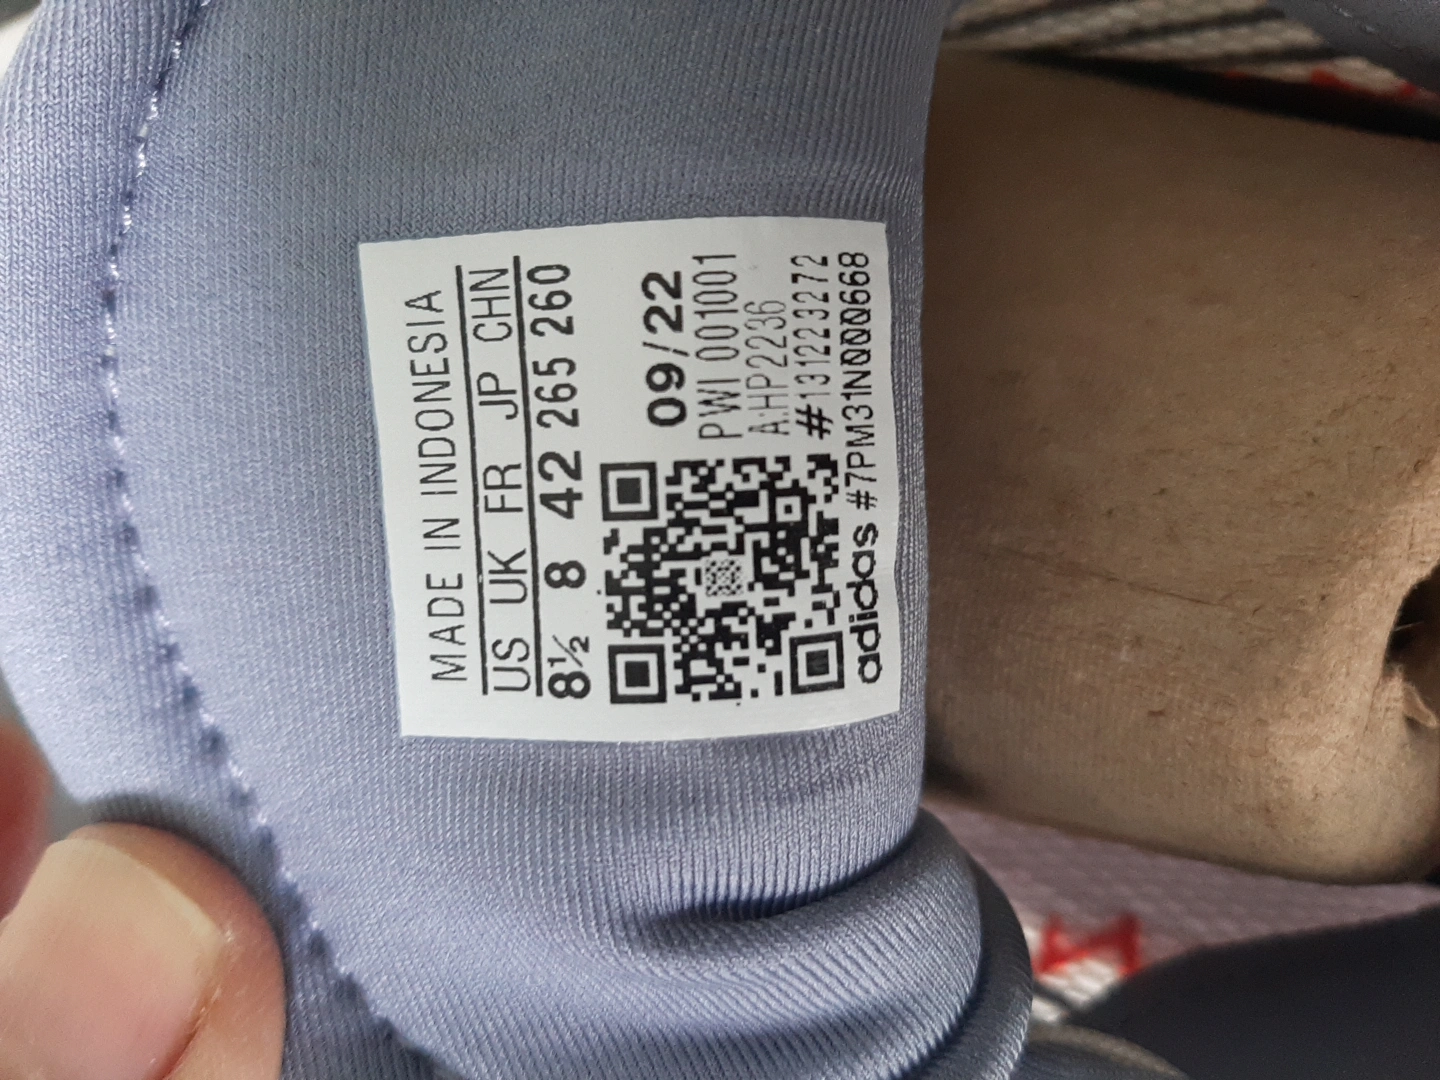 MADE IN INDONESIA
US UK FR JP CHN
8½ 8 42 265 260
09/22
PWI 001001
A:HP2236
#131223272
adidas #7PM31N000668